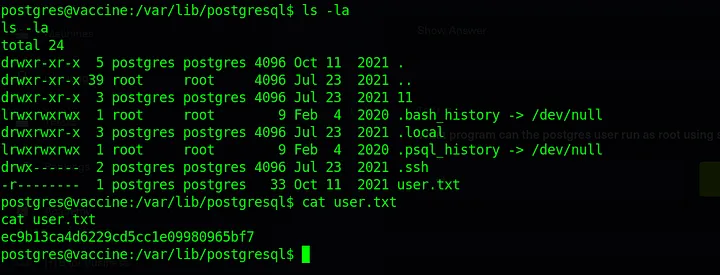 postgres@vaccine:/var/lib/postgresql$ ls -la
ls -la
total 24
drwxr-xr-x  5 postgres postgres 4096 Oct 11  2021 .
drwxr-xr-x 39 root     root     4096 Jul 23  2021 ..
drwxr-xr-x  3 postgres postgres 4096 Jul 23  2021 11
lrwxrwxrwx  1 root     root        9 Feb  4  2020 .bash_history -> /dev/null
drwxr-xr-x  3 postgres postgres 4096 Jul 23  2021 .local
lrwxrwxrwx  1 root     root        9 Feb  4  2020 .psql_history -> /dev/null
drwx------  2 postgres postgres 4096 Jul 23  2021 .ssh
-r--------  1 postgres postgres   33 Oct 11  2021 user.txt
postgres@vaccine:/var/lib/postgresql$ cat user.txt
cat user.txt
ec9b13ca4d6229cd5cc1e09980965bf7
postgres@vaccine:/var/lib/postgresql$
Show Answer
program can the postgres user run as root using